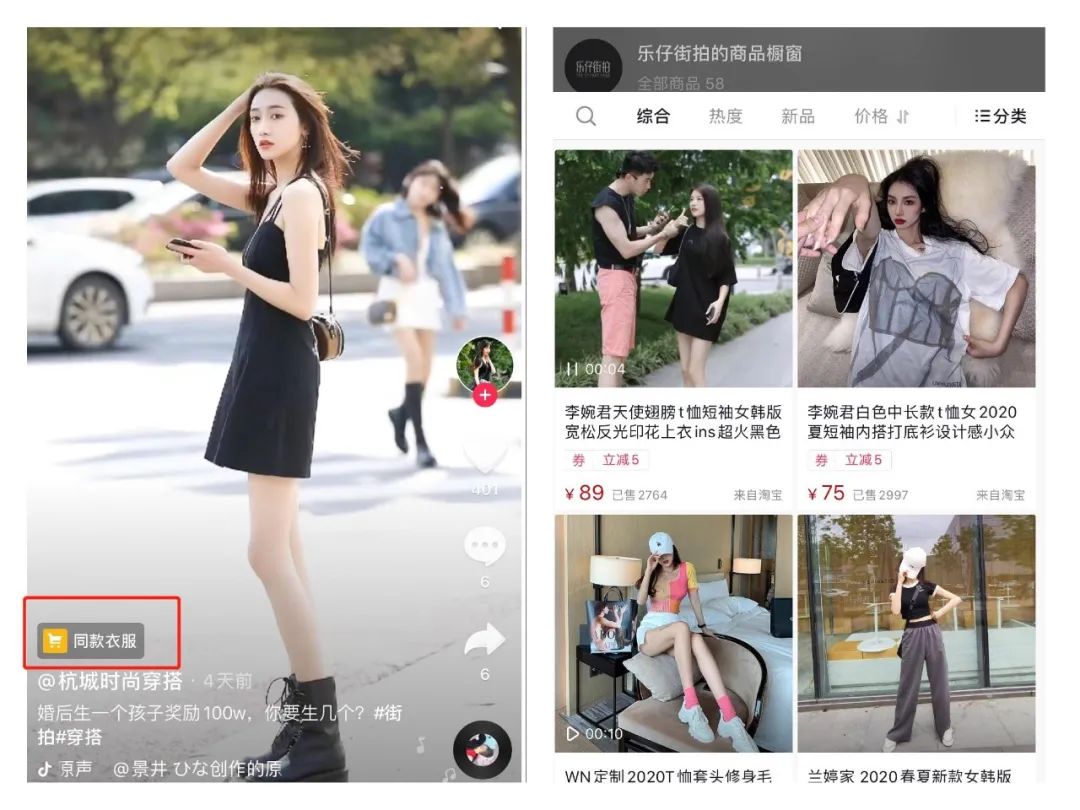 401
6
6
同款衣服
@杭城时尚穿搭 · 4天前
婚后生一个孩子奖励100w，你要生几个？#街
拍#穿搭
原声 @景井 ひな创作的原
乐仔街拍
乐仔街拍的商品橱窗
全部商品 58
综合 热度 新品 价格 分类
00:04
李婉君天使翅膀t恤短袖女韩版
宽松反光印花上衣ins超火黑色
券 立减5
¥ 89 已售2764 来自淘宝
李婉君白色中长款t恤女2020
夏短袖内搭打底衫设计感小众
券 立减5
¥ 75 已售2997 来自淘宝
00:10
WN定制2020T恤套头修身毛
兰婷家 2020春夏新款女韩版